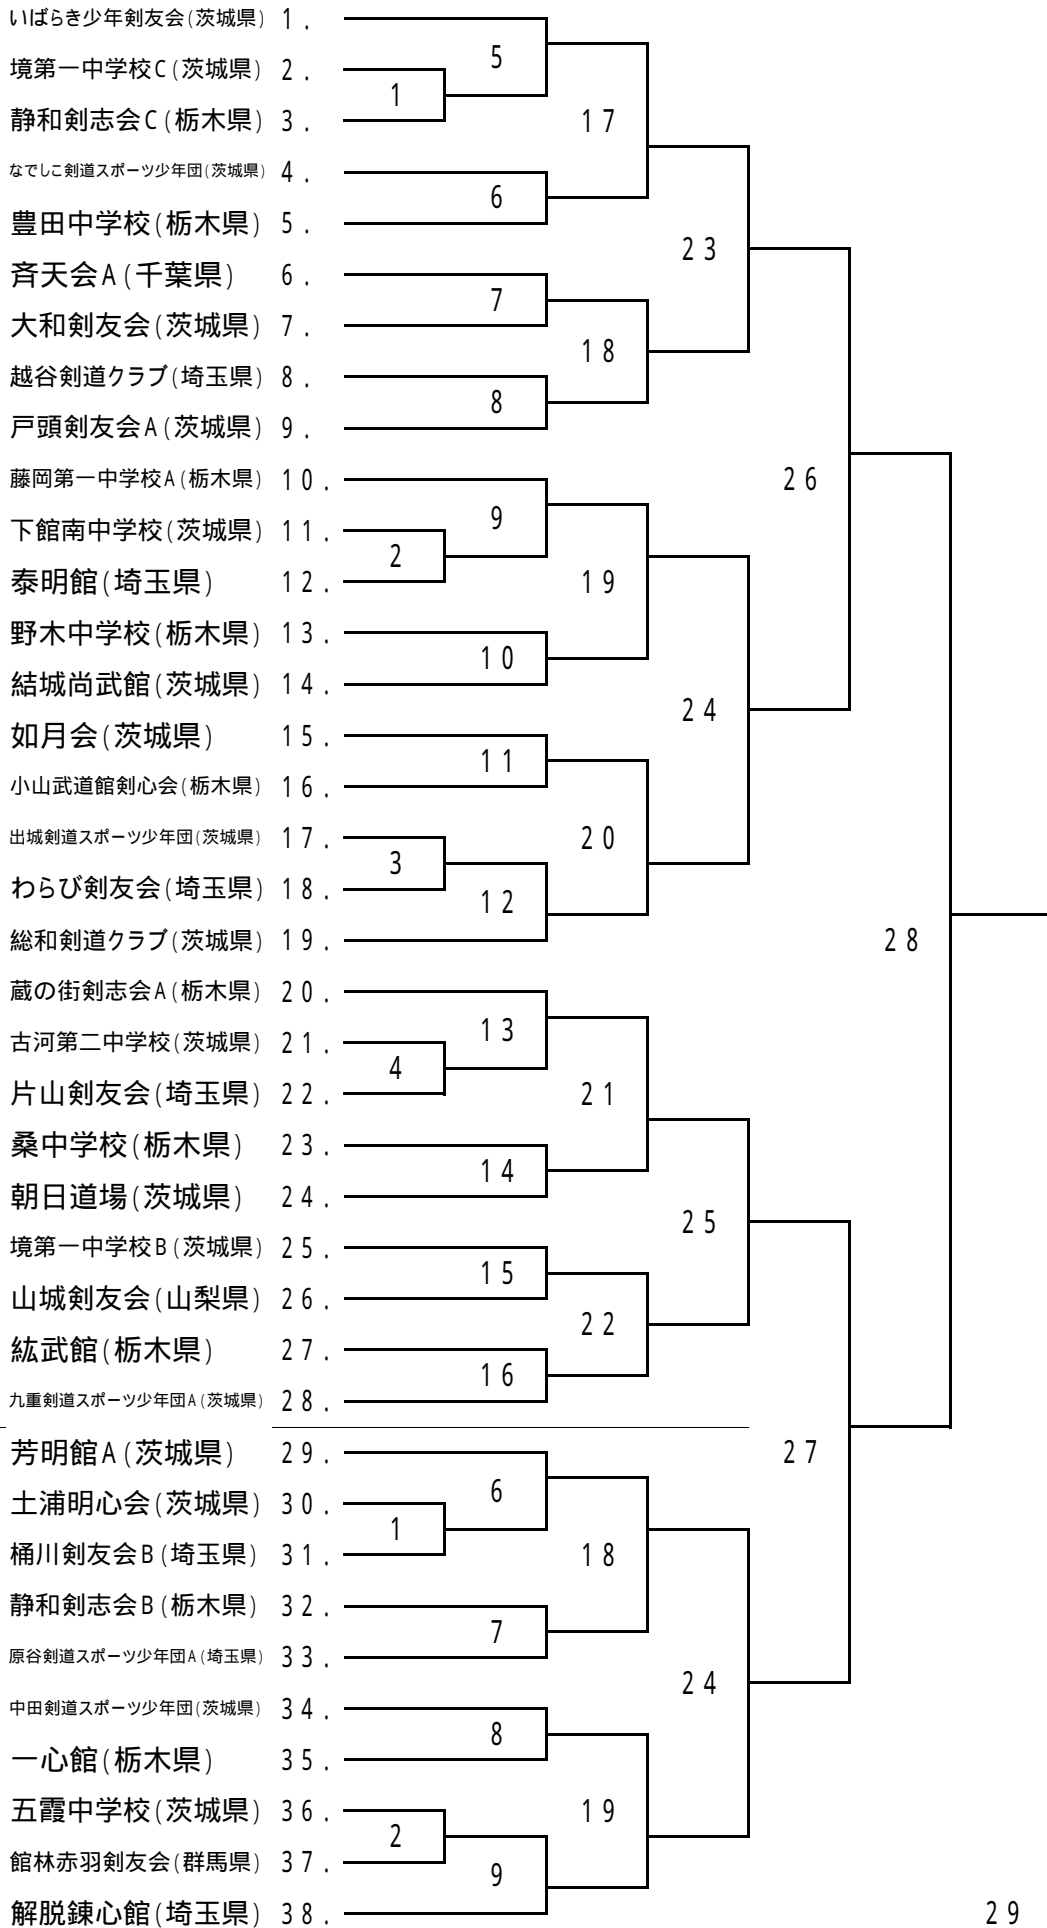 いばらき少年剣友会(茨城県) 1.
5
境第一中学校C(茨城県) 2.
1
静和剣志会C(栃木県) 3.
17
なでしこ剣道スポーツ少年団(茨城県) 4.
6
豊田中学校(栃木県) 5.
23
斉天会A(千葉県) 6.
7
大和剣友会(茨城県) 7.
18
越谷剣道クラブ(埼玉県) 8.
8
戸頭剣友会A(茨城県) 9.
26
藤岡第一中学校A(栃木県) 10.
9
下館南中学校(茨城県) 11.
2
泰明館(埼玉県) 12.
19
野木中学校(栃木県) 13.
10
結城尚武館(茨城県) 14.
24
如月会(茨城県) 15.
11
小山武道館剣心会(栃木県) 16.
出城剣道スポーツ少年団(茨城県) 17.
20
3
わらび剣友会(埼玉県) 18.
12
総和剣道クラブ(茨城県) 19.
28
蔵の街剣志会A(栃木県) 20.
13
古河第二中学校(茨城県) 21.
4
片山剣友会(埼玉県) 22.
21
桑中学校(栃木県) 23.
14
朝日道場(茨城県) 24.
25
境第一中学校B(茨城県) 25.
15
山城剣友会(山梨県) 26.
22
紘武館(栃木県) 27.
16
九重剣道スポーツ少年団A(茨城県) 28.
芳明館A(茨城県) 29.
27
6
土浦明心会(茨城県) 30.
1
桶川剣友会B(埼玉県) 31.
18
静和剣志会B(栃木県) 32.
7
原谷剣道スポーツ少年団A(埼玉県) 33.
24
中田剣道スポーツ少年団(茨城県) 34.
8
一心館(栃木県) 35.
五霞中学校(茨城県) 36.
19
2
館林赤羽剣友会(群馬県) 37.
9
解脱錬心館(埼玉県) 38.
29